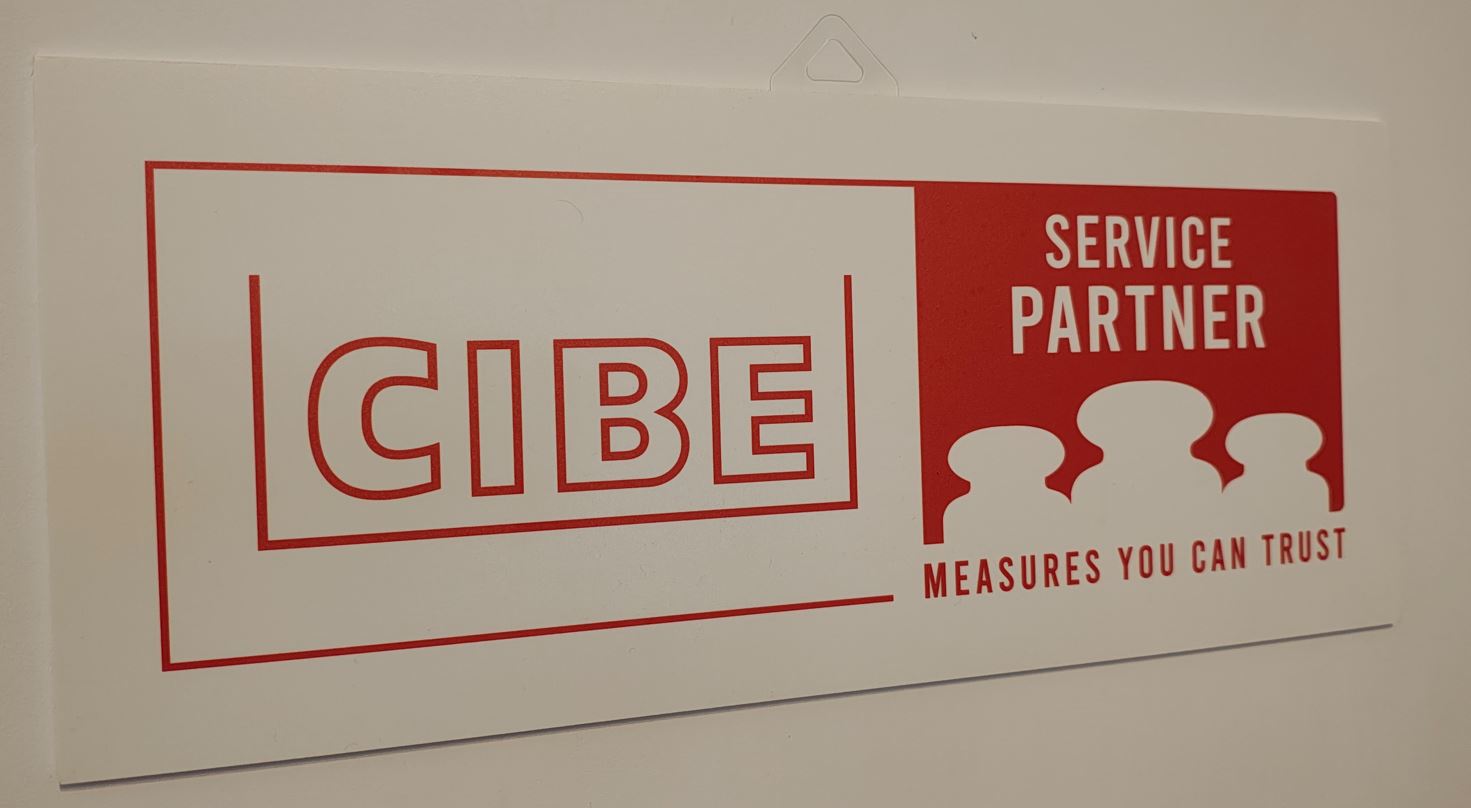 CIBE
SERVICE
PARTNER
MEASURES YOU CAN TRUST